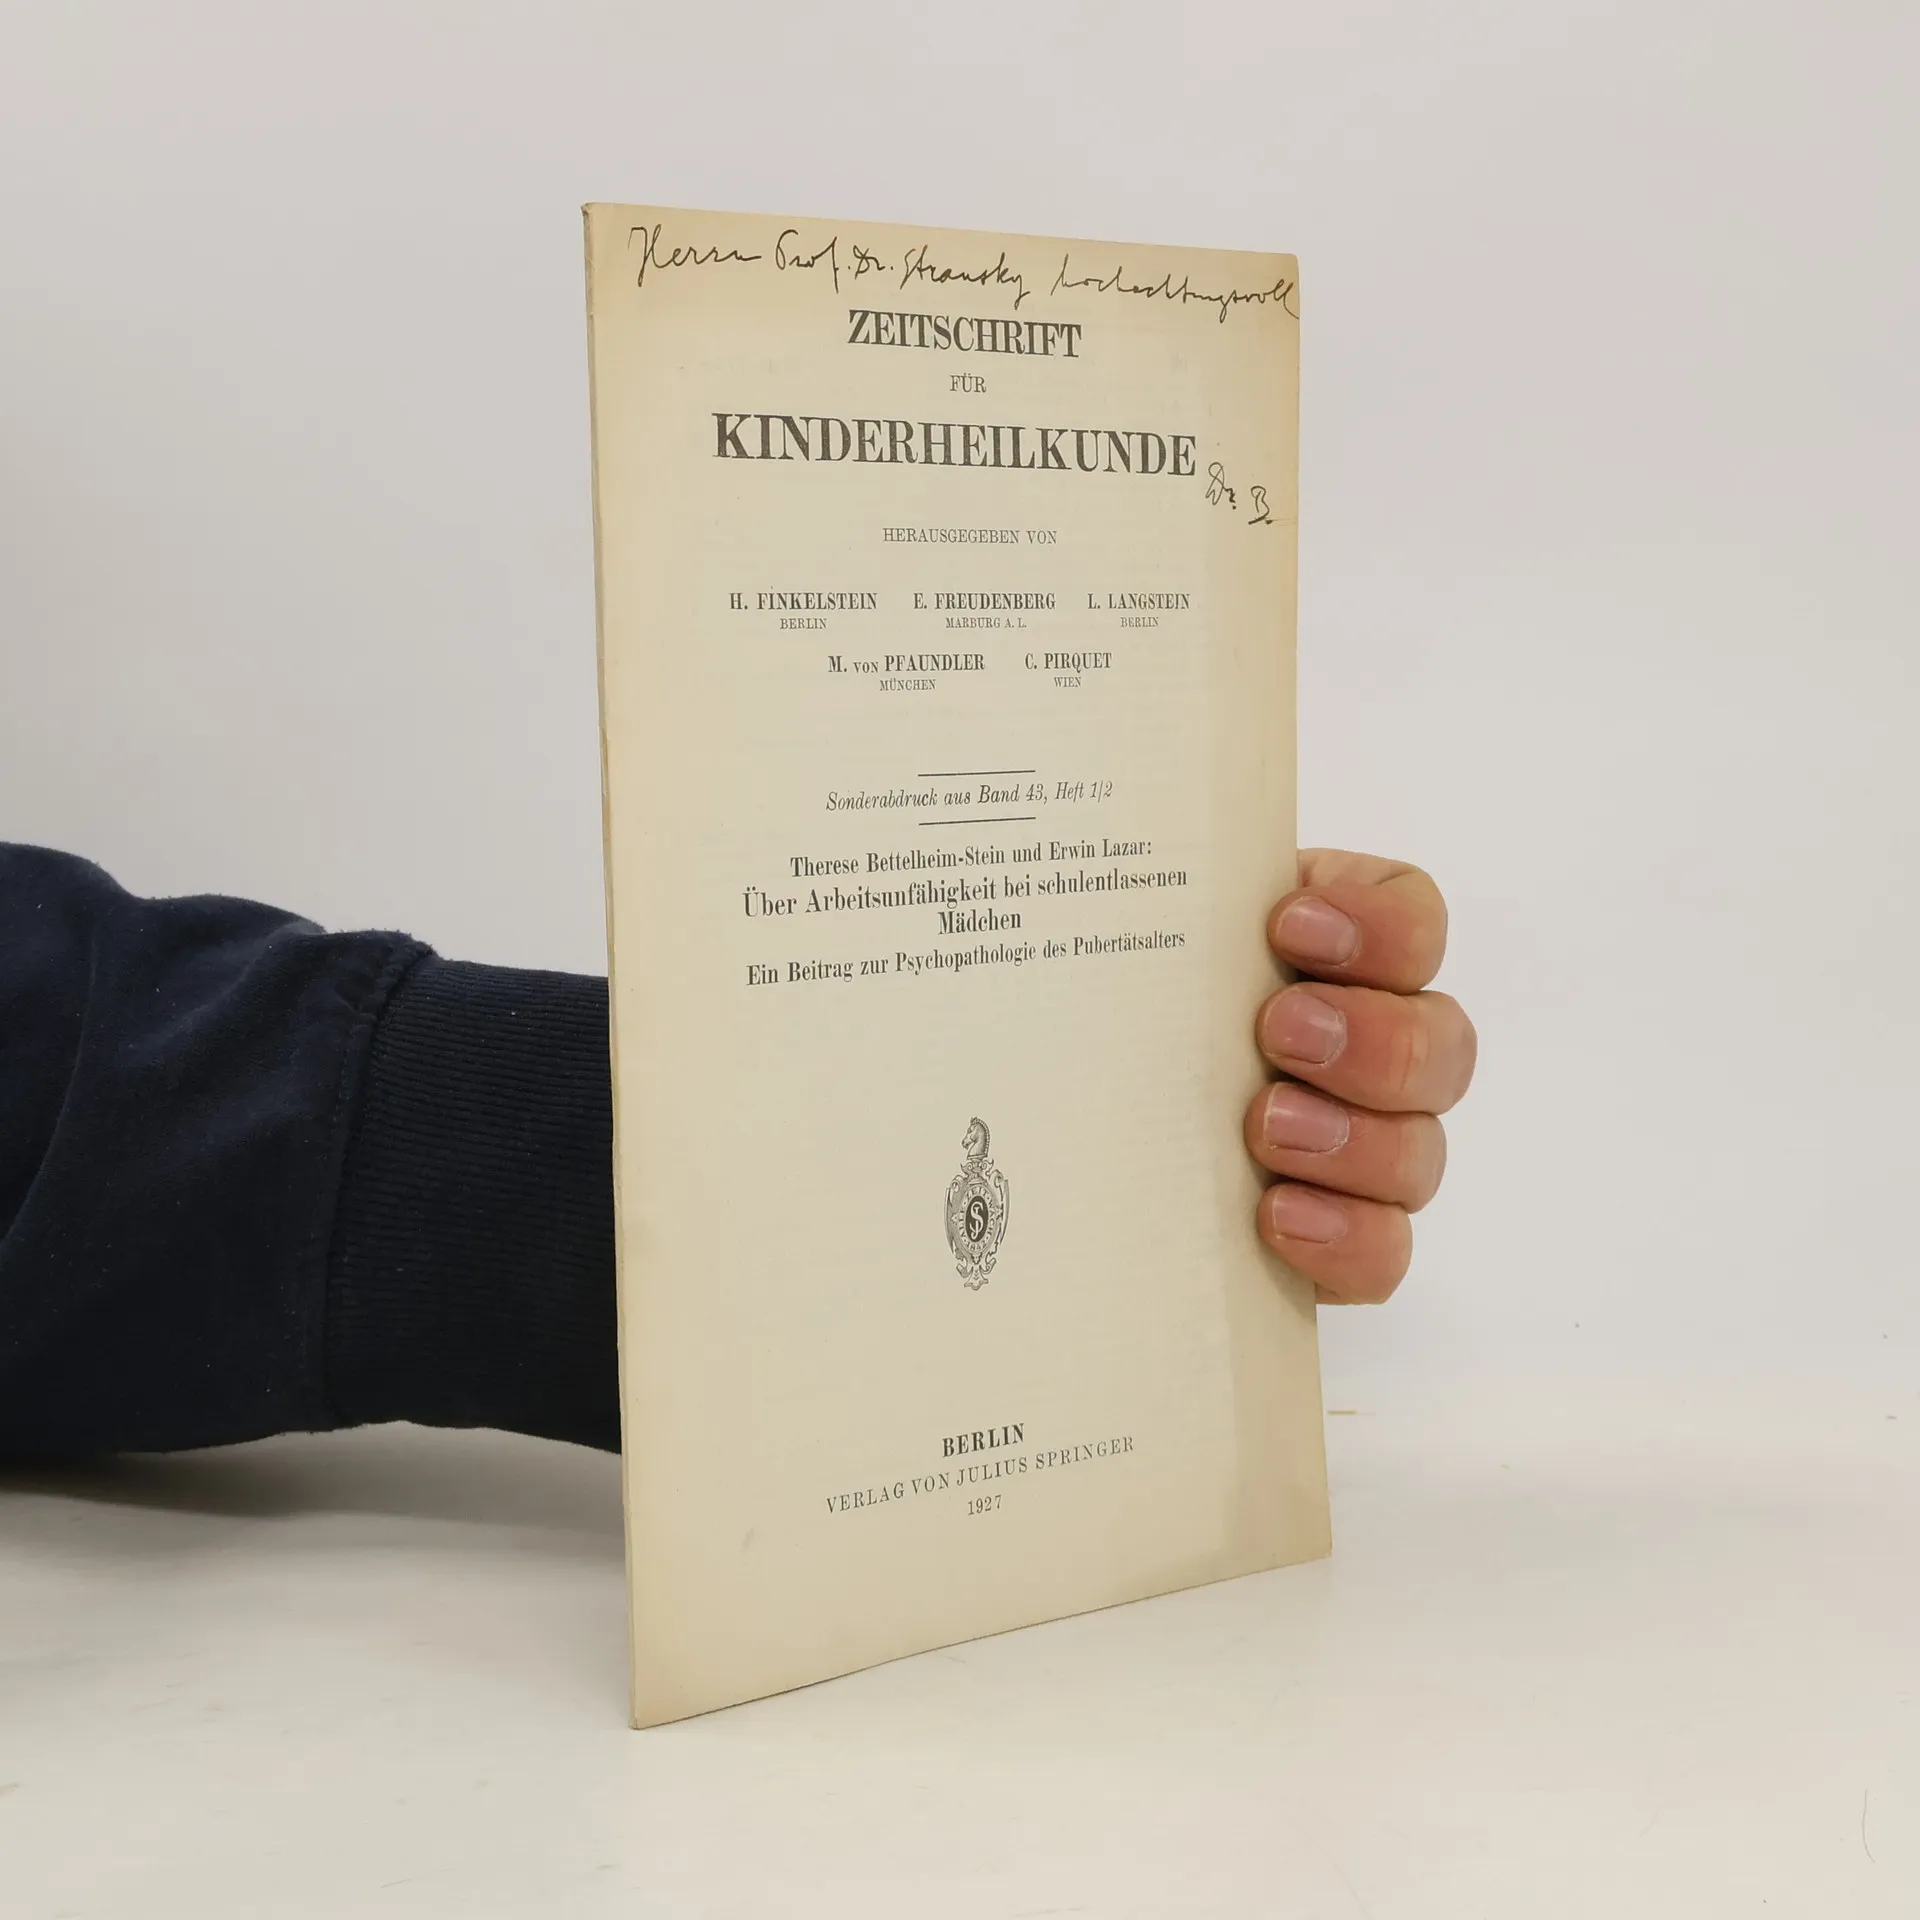 Herrn Prof. Dr. Stransky hochachtungsvoll
ZEITSCHRIFT
FÜR
KINDERHEILKUNDE
Dr. B.
HERAUSGEGEBEN VON
H. FINKELSTEIN E. FREUDENBERG L. LANGSTEIN
BERLIN MARBURG A. L. BERLIN
M. VON PFAUNDLER C. PIRQUET
MÜNCHEN WIEN
Sonderabdruck aus Band 43, Heft 1/2
Therese Bettelheim-Stein und Erwin Lazar:
Über Arbeitsunfähigkeit bei schulentlassenen
Mädchen
Ein Beitrag zur Psychopathologie des Pubertätsalters
BERLIN
VERLAG VON JULIUS SPRINGER
1927